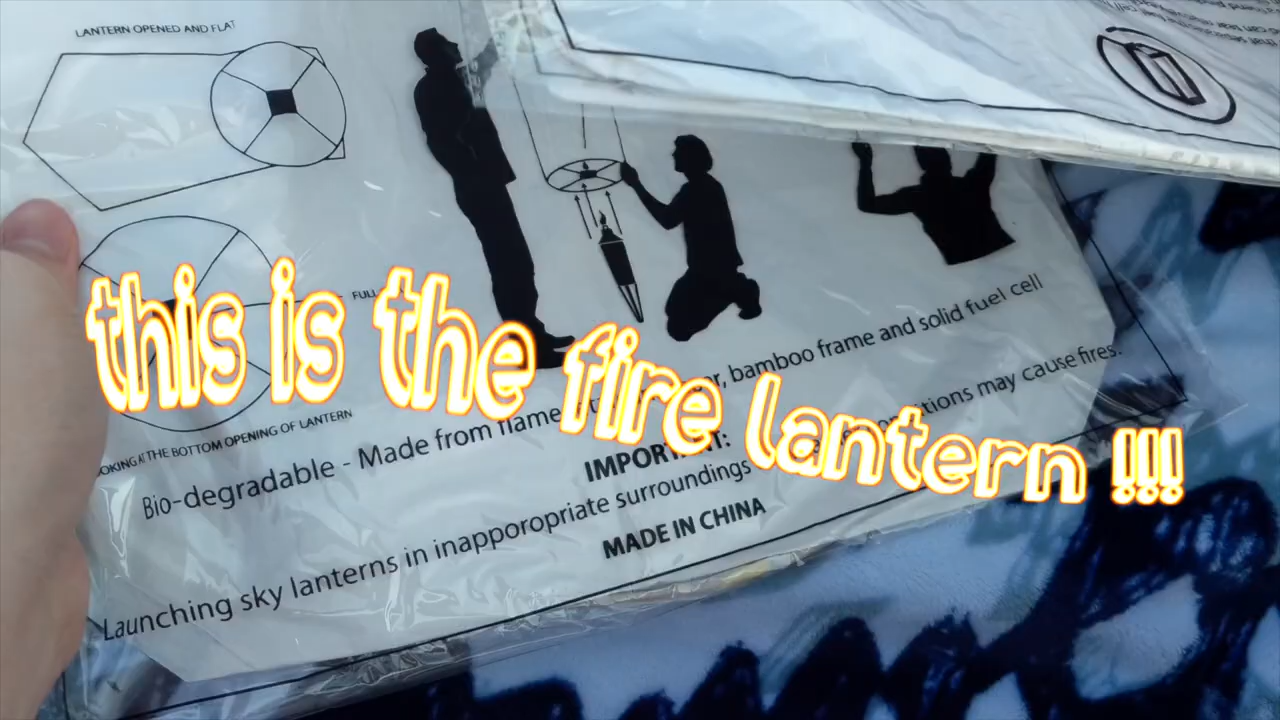 LANTERN OPENED AND FLAT
FULL
OKING AT THE BOTTOM OPENING OF LANTERN
this is the fire lantern !!!
Bio-degradable - Made from flame bamboo frame and solid fuel cell
IMPORTANT:
Launching sky lanterns in inapporopriate surroundings may cause fires.
MADE IN CHINA